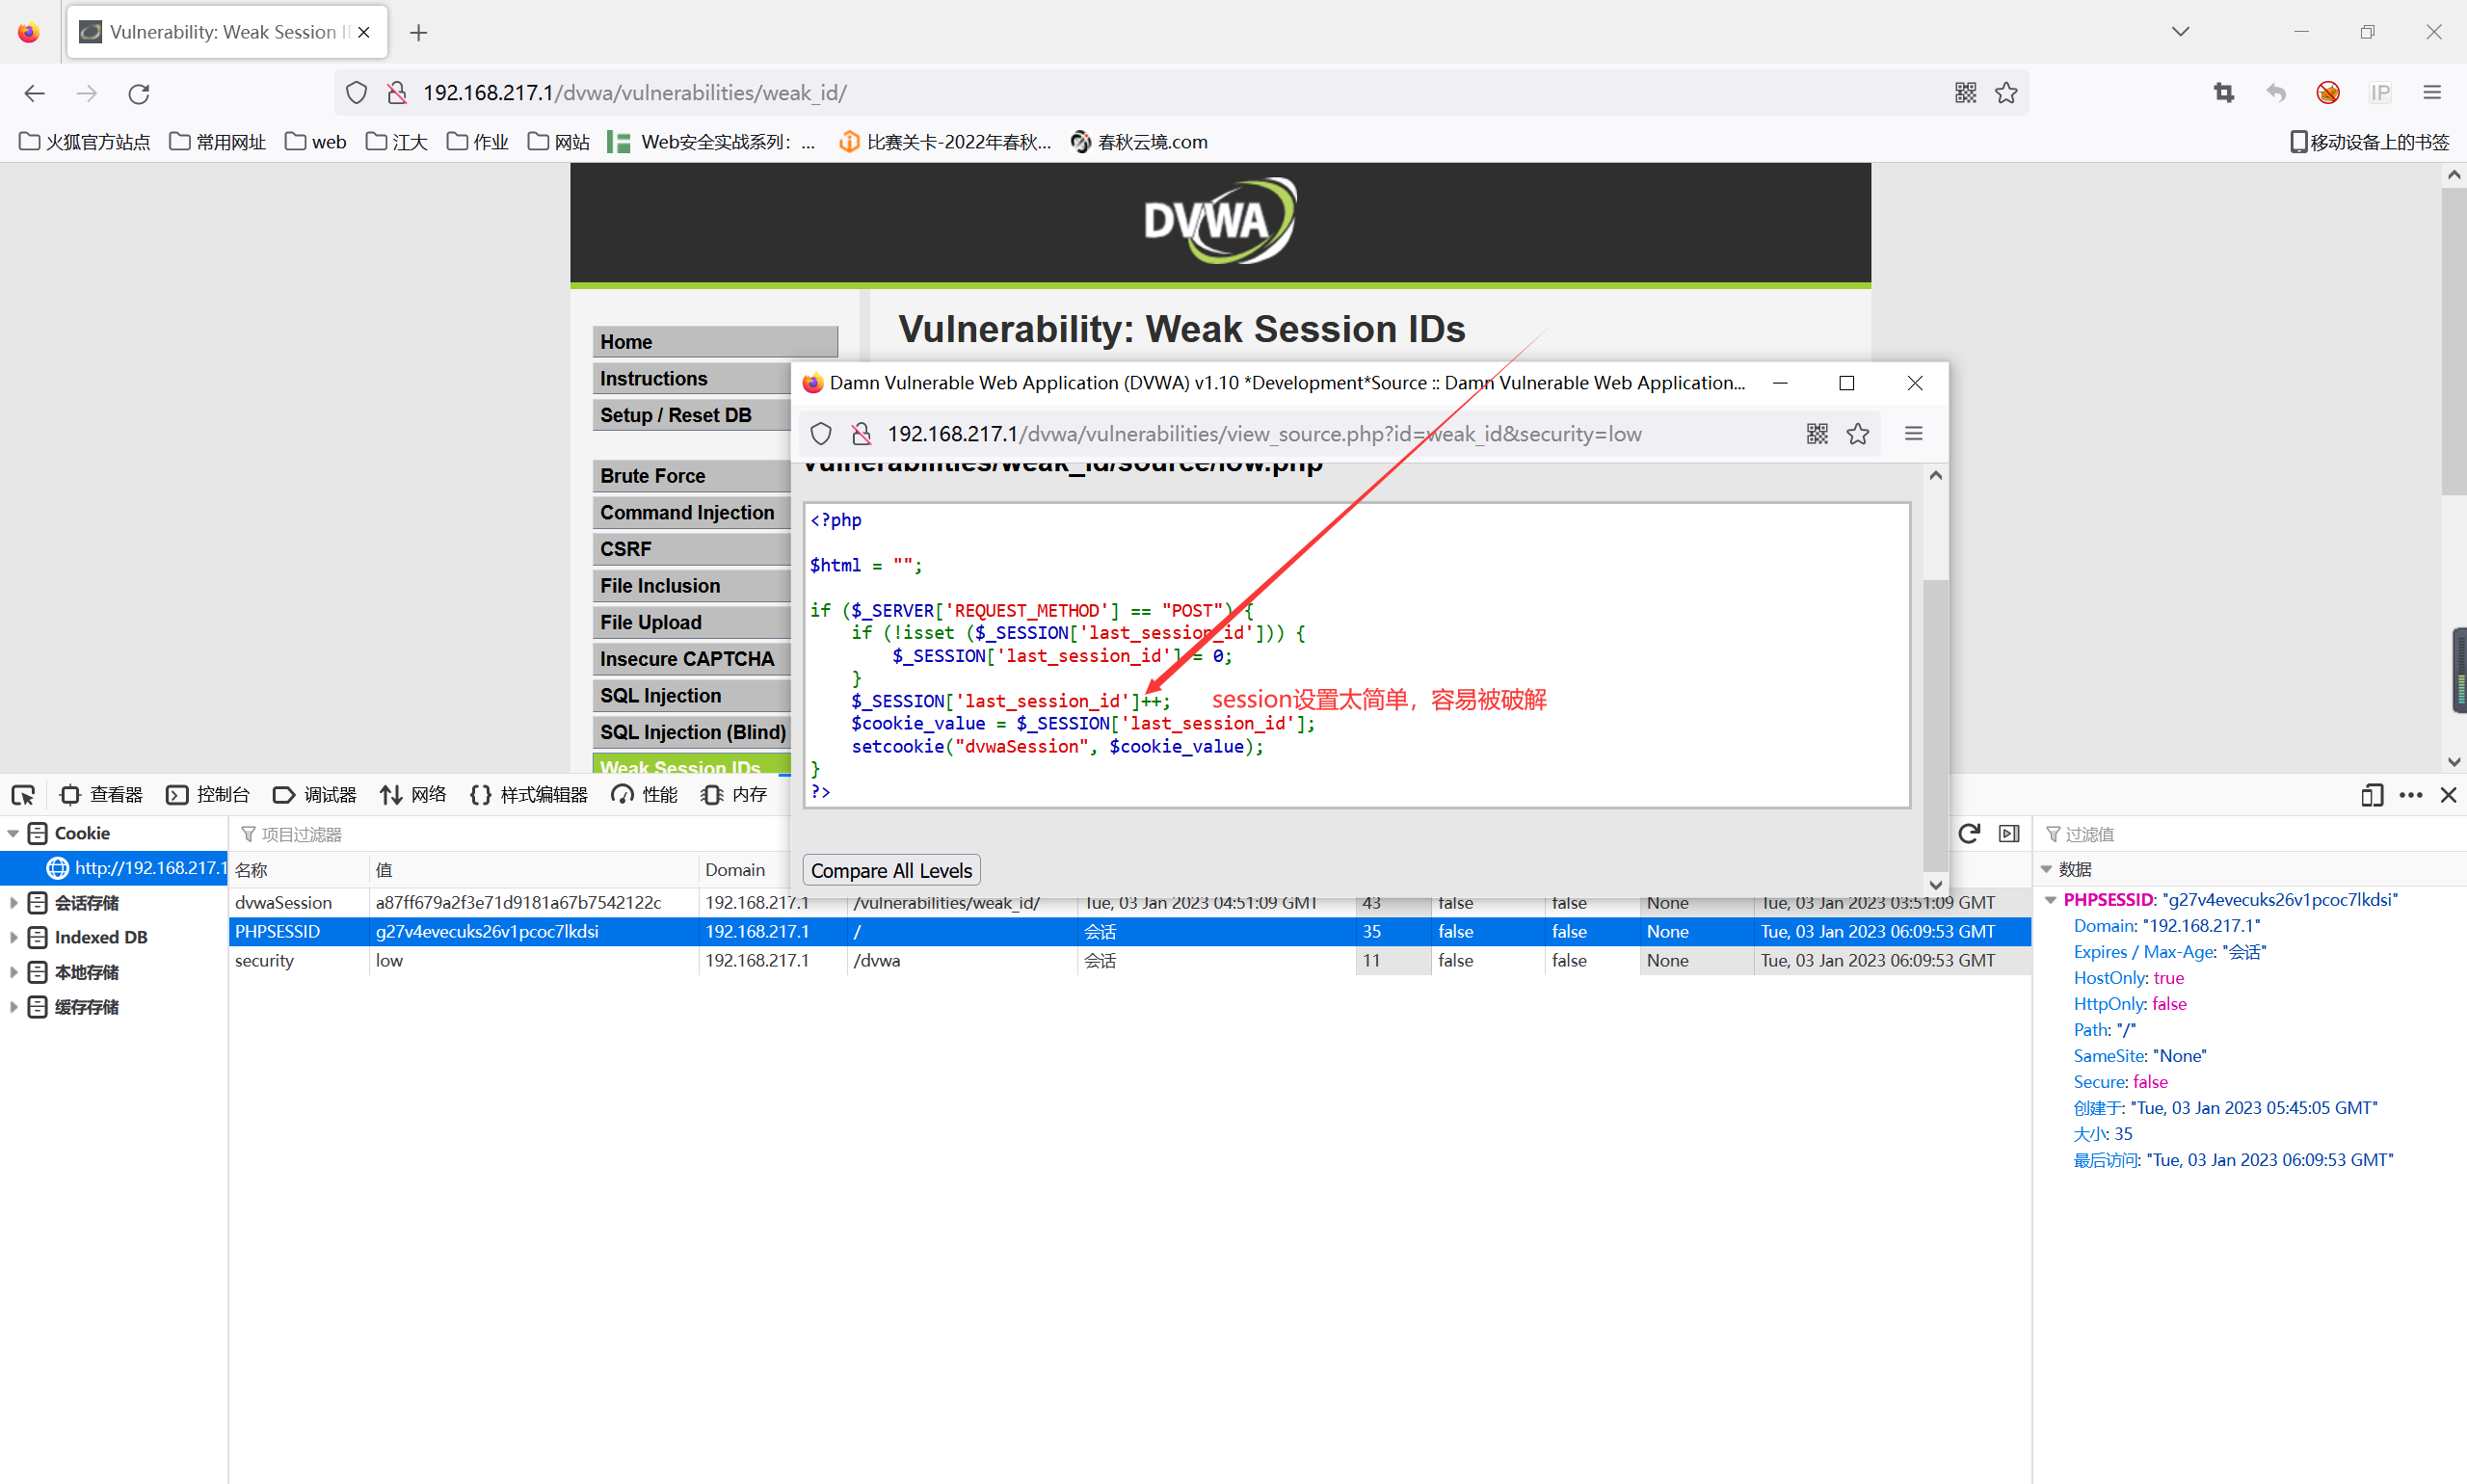 Vulnerability: Weak Session I
192.168.217.1/dvwa/vulnerabilities/weak_id/
IP
火狐官方站点 常用网址 web 江大 作业 网站 Web安全实战系列：... 比赛关卡-2022年春秋... 春秋云境.com 移动设备上的书签
DVWA
Vulnerability: Weak Session IDs
Home
Instructions
Setup / Reset DB
Brute Force
Command Injection
CSRF
File Inclusion
File Upload
Insecure CAPTCHA
SQL Injection
SQL Injection (Blind)
Weak Session IDs
Damn Vulnerable Web Application (DVWA) v1.10 *Development*Source :: Damn Vulnerable Web Application...
192.168.217.1/dvwa/vulnerabilities/view_source.php?id=weak_id&security=low
vulnerabilities/weak_id/source/low.php
<?php
$html = "";
if ($_SERVER['REQUEST_METHOD'] == "POST") {
if (!isset ($_SESSION['last_session_id'])) {
$_SESSION['last_session_id'] = 0;
}
$_SESSION['last_session_id']++; session设置太简单，容易被破解
$cookie_value = $_SESSION['last_session_id'];
setcookie("dvwaSession", $cookie_value);
}
?>
Compare All Levels
查看器 控制台 调试器 网络 样式编辑器 性能 内存
Cookie
http://192.168.217.1
会话存储
Indexed DB
本地存储
缓存存储
项目过滤器
名称 值 Domain
dvwaSession a87ff679a2f3e71d9181a67b7542122c 192.168.217.1 /vulnerabilities/weak_id/ Tue, 03 Jan 2023 04:51:09 GMT 43 false false None Tue, 03 Jan 2023 03:51:09 GMT
PHPSESSID g27v4evecuks26v1pcoc7lkdsi 192.168.217.1 / 会话 35 false false None Tue, 03 Jan 2023 06:09:53 GMT
security low 192.168.217.1 /dvwa 会话 11 false false None Tue, 03 Jan 2023 06:09:53 GMT
过滤值
数据
PHPSESSID: "g27v4evecuks26v1pcoc7lkdsi"
Domain: "192.168.217.1"
Expires / Max-Age: "会话"
HostOnly: true
HttpOnly: false
Path: "/"
SameSite: "None"
Secure: false
创建于: "Tue, 03 Jan 2023 05:45:05 GMT"
大小: 35
最后访问: "Tue, 03 Jan 2023 06:09:53 GMT"